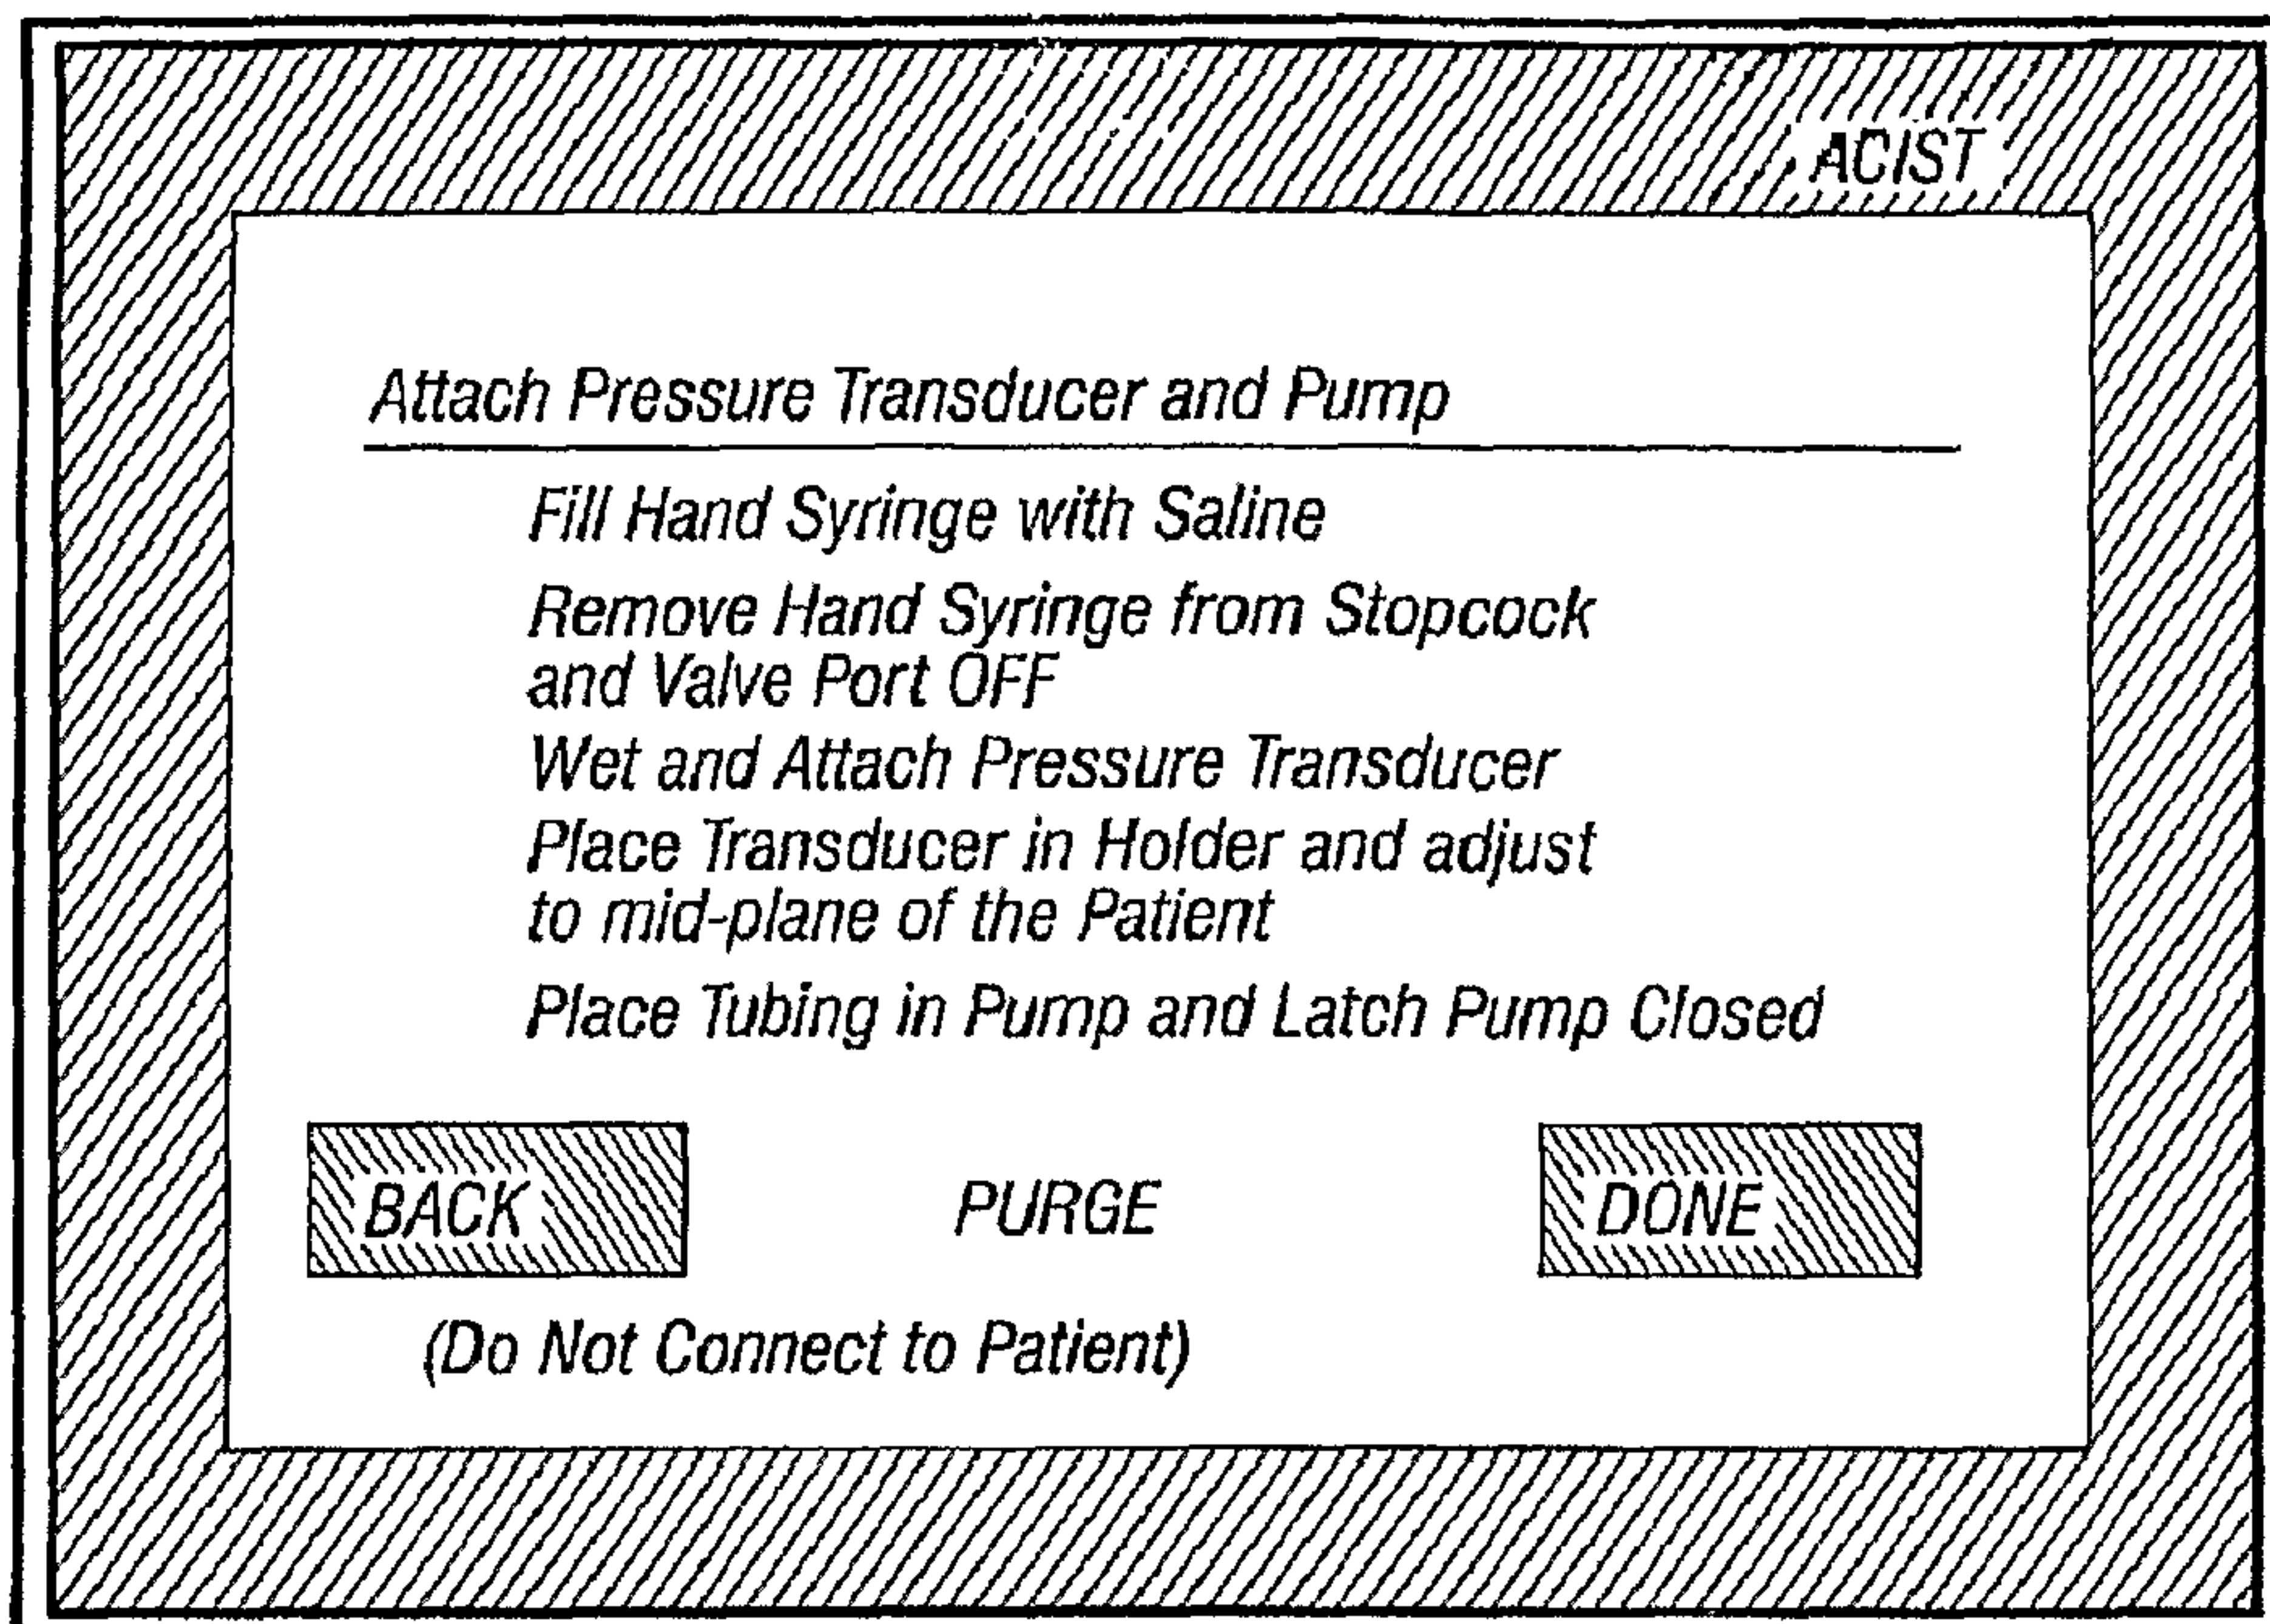 ACIST
Attach Pressure Transducer and Pump
Fill Hand Syringe with Saline
Remove Hand Syringe from Stopcock
and Valve Port OFF
Wet and Attach Pressure Transducer
Place Transducer in Holder and adjust
to mid-plane of the Patient
Place Tubing in Pump and Latch Pump Closed
BACK PURGE DONE
(Do Not Connect to Patient)